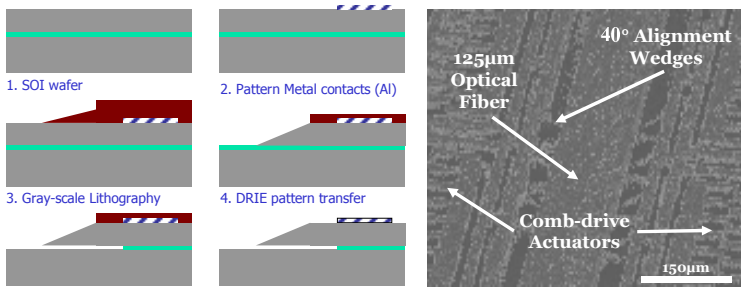 1. SOI wafer
2. Pattern Metal contacts (Al)
3. Gray-scale Lithography
4. DRIE pattern transfer
125µm
Optical
Fiber
40° Alignment
Wedges
Comb-drive
Actuators
150µm